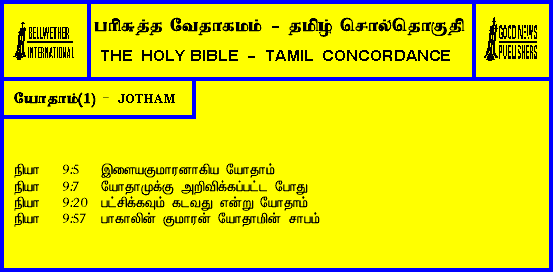 BELLWETHER
INTERNATIONAL
பரிசுத்த வேதாகமம் - தமிழ் சொல்தொகுதி
THE HOLY BIBLE - TAMIL CONCORDANCE
GOOD NEWS
PUBLISHERS
யோதாம்(1) - JOTHAM
நியா 9:5 இளையகுமாரனாகிய யோதாம்
நியா 9:7 யோதாமுக்கு அறிவிக்கப்பட்ட போது
நியா 9:20 பட்சிக்கவும் கடவது என்று யோதாம்
நியா 9:57 பாகாலின் குமாரன் யோதாமின் சாபம்